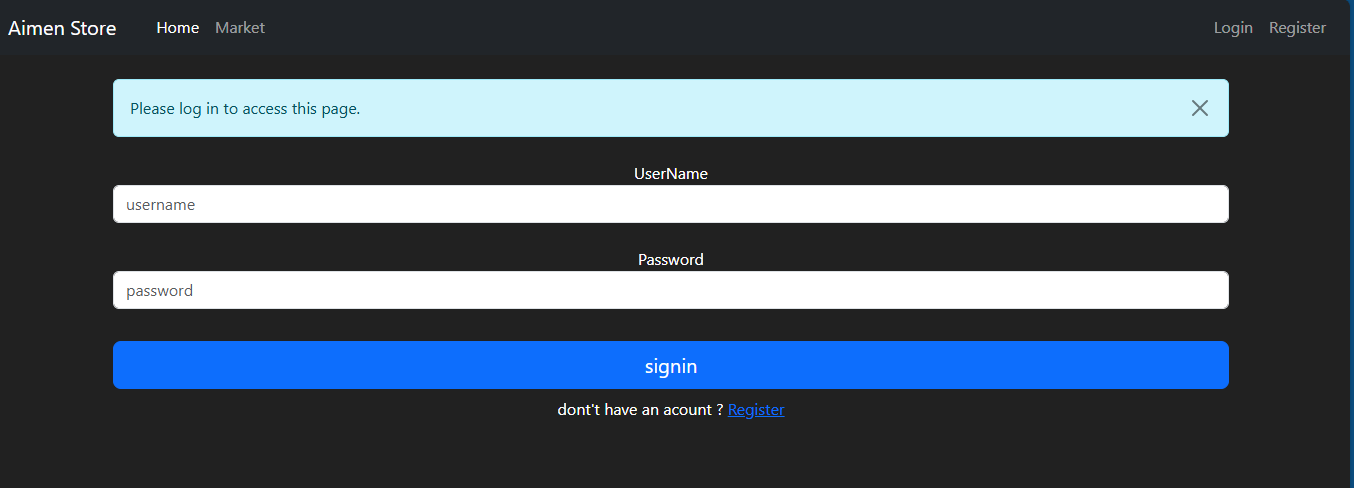 Aimen Store Home Market Login Register
Please log in to access this page.
UserName
username
Password
password
signin
dont't have an acount ? Register